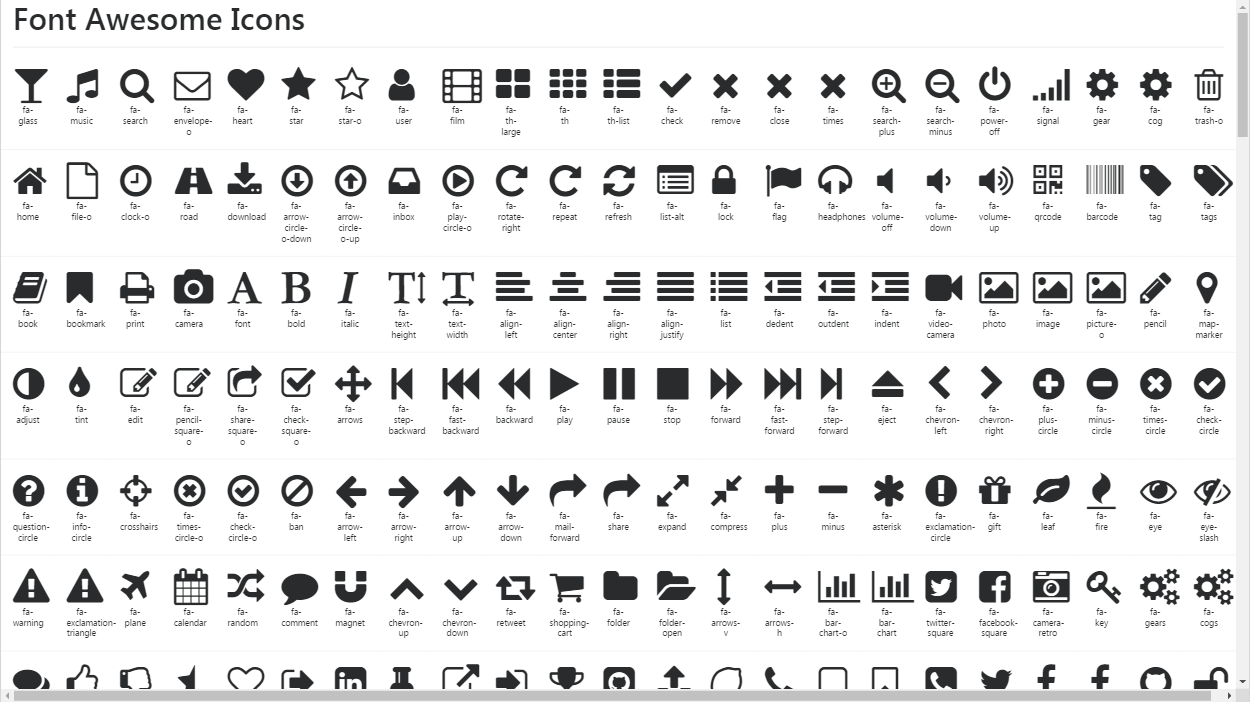 Font Awesome Icons
fa-glass fa-music fa-search fa-envelope-o fa-heart fa-star fa-star-o fa-user fa-film fa-th-large fa-th fa-th-list fa-check fa-remove fa-close fa-times fa-search-plus fa-search-minus fa-power-off fa-signal fa-gear fa-cog fa-trash-o
fa-home fa-file-o fa-clock-o fa-road fa-download fa-arrow-circle-o-down fa-arrow-circle-o-up fa-inbox fa-play-circle-o fa-rotate-right fa-repeat fa-refresh fa-list-alt fa-lock fa-flag fa-headphones fa-volume-off fa-volume-down fa-volume-up fa-qrcode fa-barcode fa-tag fa-tags
fa-book fa-bookmark fa-print fa-camera fa-font fa-bold fa-italic fa-text-height fa-text-width fa-align-left fa-align-center fa-align-right fa-align-justify fa-list fa-dedent fa-outdent fa-indent fa-video-camera fa-photo fa-image fa-picture-o fa-pencil fa-map-marker
fa-adjust fa-tint fa-edit fa-pencil-square-o fa-share-square-o fa-check-square-o fa-arrows fa-step-backward fa-fast-backward fa-backward fa-play fa-pause fa-stop fa-forward fa-fast-forward fa-step-forward fa-eject fa-chevron-left fa-chevron-right fa-plus-circle fa-minus-circle fa-times-circle fa-check-circle
fa-question-circle fa-info-circle fa-crosshairs fa-times-circle-o fa-check-circle-o fa-ban fa-arrow-left fa-arrow-right fa-arrow-up fa-arrow-down fa-mail-forward fa-share fa-expand fa-compress fa-plus fa-minus fa-asterisk fa-exclamation-circle fa-gift fa-leaf fa-fire fa-eye fa-eye-slash
fa-warning fa-exclamation-triangle fa-plane fa-calendar fa-random fa-comment fa-magnet fa-chevron-up fa-chevron-down fa-retweet fa-shopping-cart fa-folder fa-folder-open fa-arrows-v fa-arrows-h fa-bar-chart-o fa-bar-chart fa-twitter-square fa-facebook-square fa-camera-retro fa-key fa-gears fa-cogs